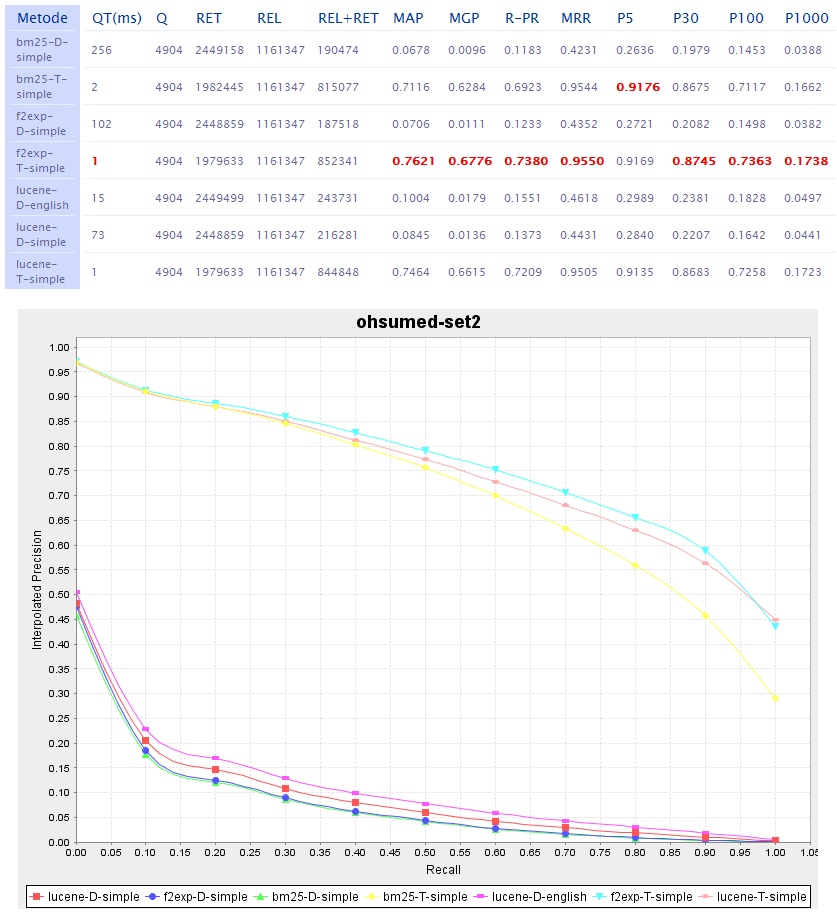 Metode QT(ms) Q RET REL REL+RET MAP MGP R-PR MRR P5 P30 P100 P1000
bm25-D-
simple 256 4904 2449158 1161347 190474 0.0678 0.0096 0.1183 0.4231 0.2636 0.1979 0.1453 0.0388
bm25-T-
simple 2 4904 1982445 1161347 815077 0.7116 0.6284 0.6923 0.9544 0.9176 0.8675 0.7117 0.1662
f2exp-
D-simple 102 4904 2448859 1161347 187518 0.0706 0.0111 0.1233 0.4352 0.2721 0.2082 0.1498 0.0382
f2exp-
T-simple 1 4904 1979633 1161347 852341 0.7621 0.6776 0.7380 0.9550 0.9169 0.8745 0.7363 0.1738
lucene-
D-english 15 4904 2449499 1161347 243731 0.1004 0.0179 0.1551 0.4618 0.2989 0.2381 0.1828 0.0497
lucene-
D-simple 73 4904 2448859 1161347 216281 0.0845 0.0136 0.1373 0.4431 0.2840 0.2207 0.1642 0.0441
lucene-
T-simple 1 4904 1979633 1161347 844848 0.7464 0.6615 0.7209 0.9505 0.9135 0.8683 0.7258 0.1723
ohsumed-set2
Interpolated Precision
1.00
0.95
0.90
0.85
0.80
0.75
0.70
0.65
0.60
0.55
0.50
0.45
0.40
0.35
0.30
0.25
0.20
0.15
0.10
0.05
0.00
0.00 0.05 0.10 0.15 0.20 0.25 0.30 0.35 0.40 0.45 0.50 0.55 0.60 0.65 0.70 0.75 0.80 0.85 0.90 0.95 1.00 1.05
Recall
lucene-D-simple f2exp-D-simple bm25-D-simple bm25-T-simple lucene-D-english f2exp-T-simple lucene-T-simple